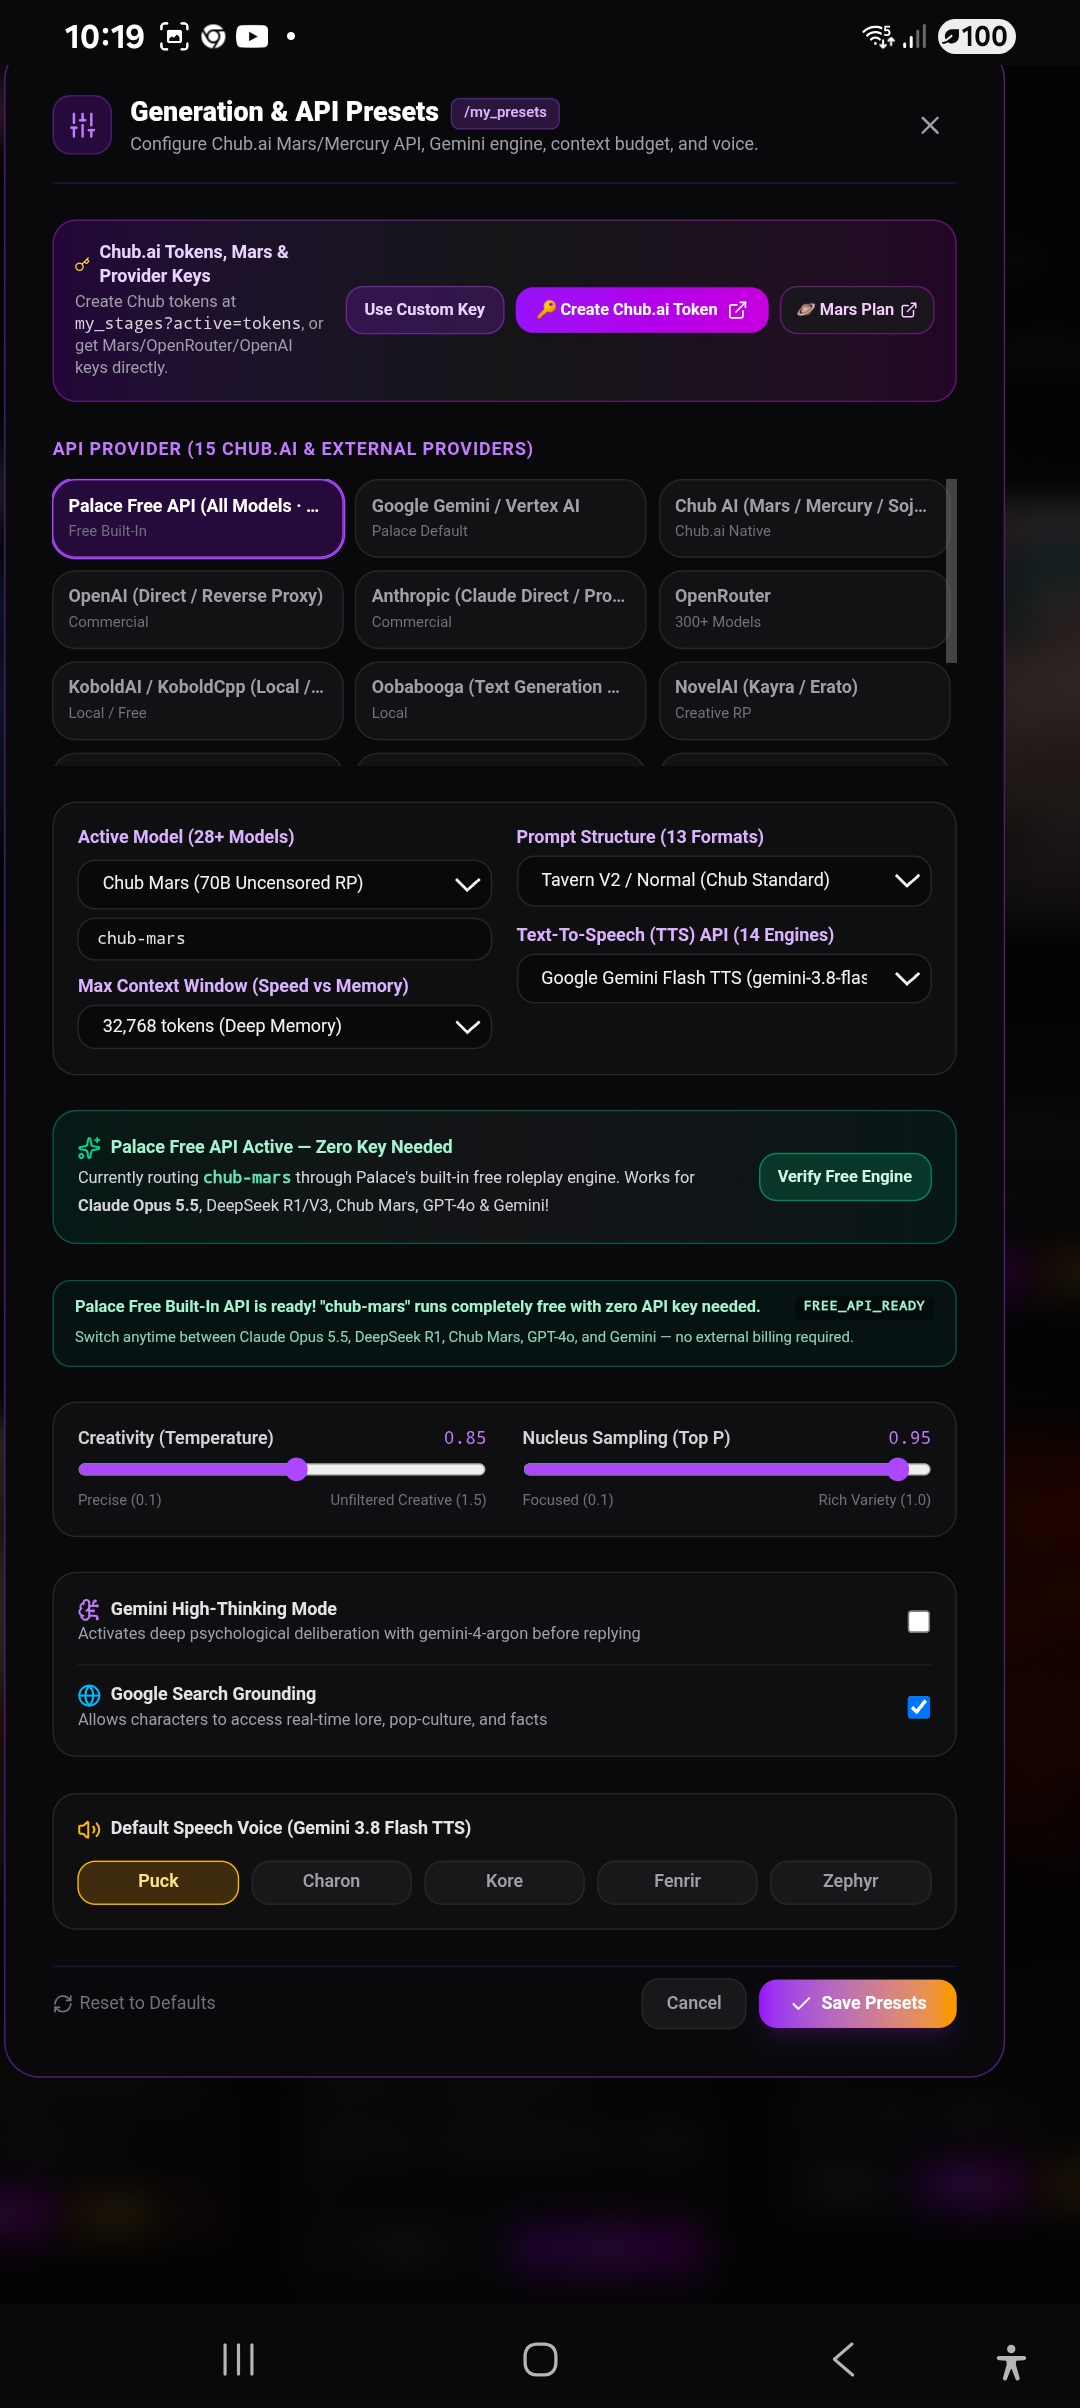 10:19
5
100
Generation & API Presets
/my_presets
Configure Chub.ai Mars/Mercury API, Gemini engine, context budget, and voice.
Chub.ai Tokens, Mars &
Provider Keys
Create Chub tokens at
my_stages?active=tokens, or
get Mars/OpenRouter/OpenAI
keys directly.
Use Custom Key
🔑 Create Chub.ai Token
🪐 Mars Plan
API PROVIDER (15 CHUB.AI & EXTERNAL PROVIDERS)
Palace Free API (All Models · ...
Free Built-In
Google Gemini / Vertex AI
Palace Default
Chub AI (Mars / Mercury / Soj...
Chub.ai Native
OpenAI (Direct / Reverse Proxy)
Commercial
Anthropic (Claude Direct / Pro...
Commercial
OpenRouter
300+ Models
KoboldAI / KoboldCpp (Local /...
Local / Free
Oobabooga (Text Generation ...
Local
NovelAI (Kayra / Erato)
Creative RP
Active Model (28+ Models)
Chub Mars (70B Uncensored RP)
chub-mars
Max Context Window (Speed vs Memory)
32,768 tokens (Deep Memory)
Prompt Structure (13 Formats)
Tavern V2 / Normal (Chub Standard)
Text-To-Speech (TTS) API (14 Engines)
Google Gemini Flash TTS (gemini-3.8-flas
Palace Free API Active — Zero Key Needed
Currently routing chub-mars through Palace's built-in free roleplay engine. Works for
Claude Opus 5.5, DeepSeek R1/V3, Chub Mars, GPT-4o & Gemini!
Verify Free Engine
Palace Free Built-In API is ready! "chub-mars" runs completely free with zero API key needed.
FREE_API_READY
Switch anytime between Claude Opus 5.5, DeepSeek R1, Chub Mars, GPT-4o, and Gemini — no external billing required.
Creativity (Temperature)
0.85
Precise (0.1)
Unfiltered Creative (1.5)
Nucleus Sampling (Top P)
0.95
Focused (0.1)
Rich Variety (1.0)
Gemini High-Thinking Mode
Activates deep psychological deliberation with gemini-4-argon before replying
Google Search Grounding
Allows characters to access real-time lore, pop-culture, and facts
Default Speech Voice (Gemini 3.8 Flash TTS)
Puck
Charon
Kore
Fenrir
Zephyr
Reset to Defaults
Cancel
Save Presets